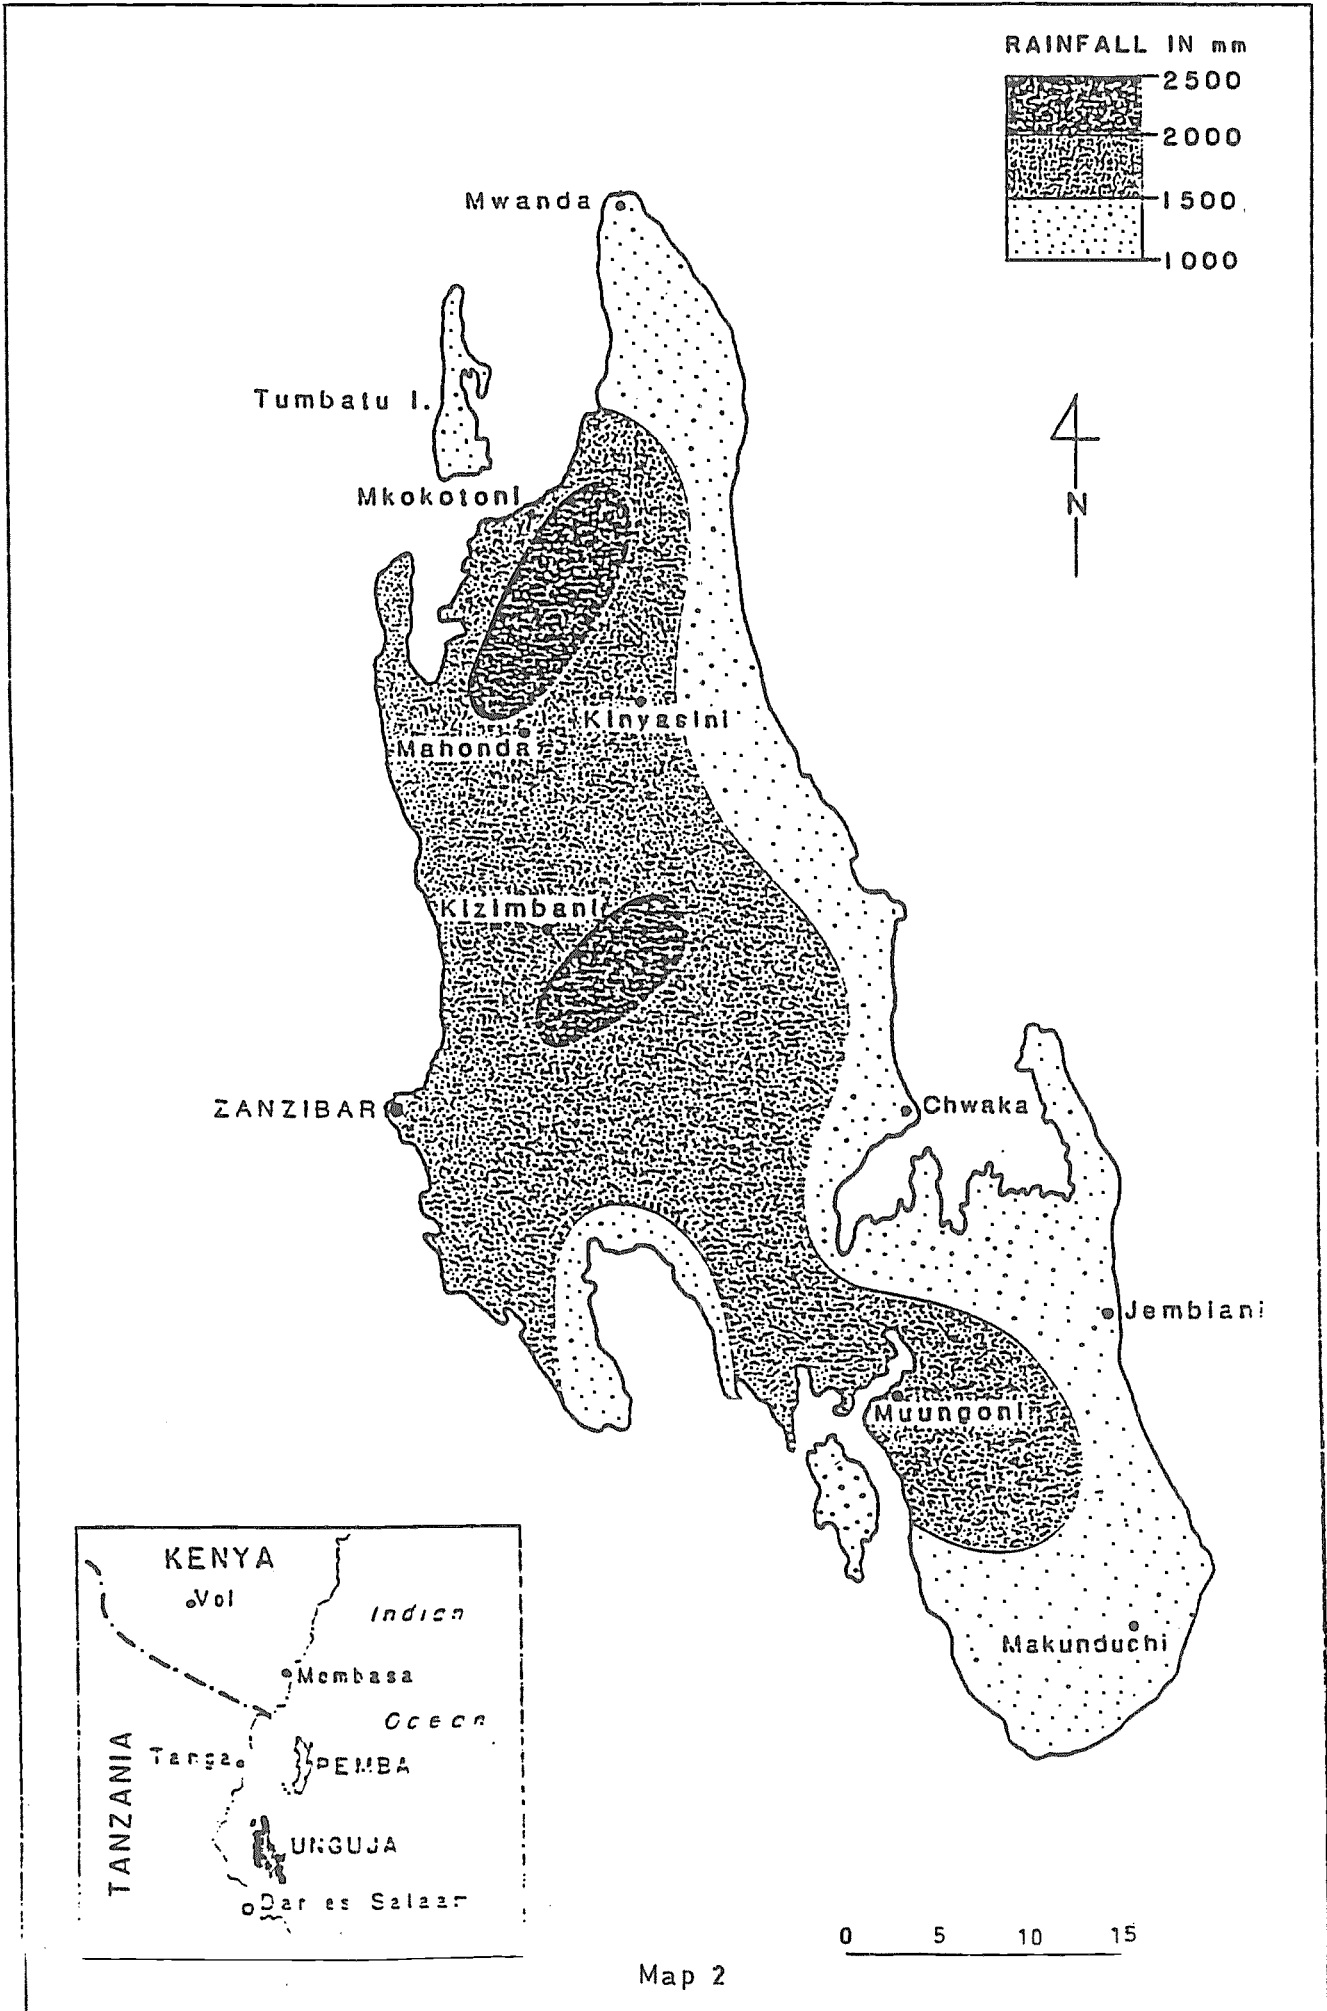 RAINFALL IN mm
2500
2000
1500
1000
Mwanda
Tumbatu I.
Mkokotoni
N
Kinyasini
Mahonda
Kizimbani
ZANZIBAR
Chwaka
Jembiani
Muungoni
Makunduchi
KENYA
Voi
Indian
Mombasa
Ocean
TANZANIA
Tanga
PEMBA
UNGUJA
Dar es Salaam
0 5 10 15
Map 2